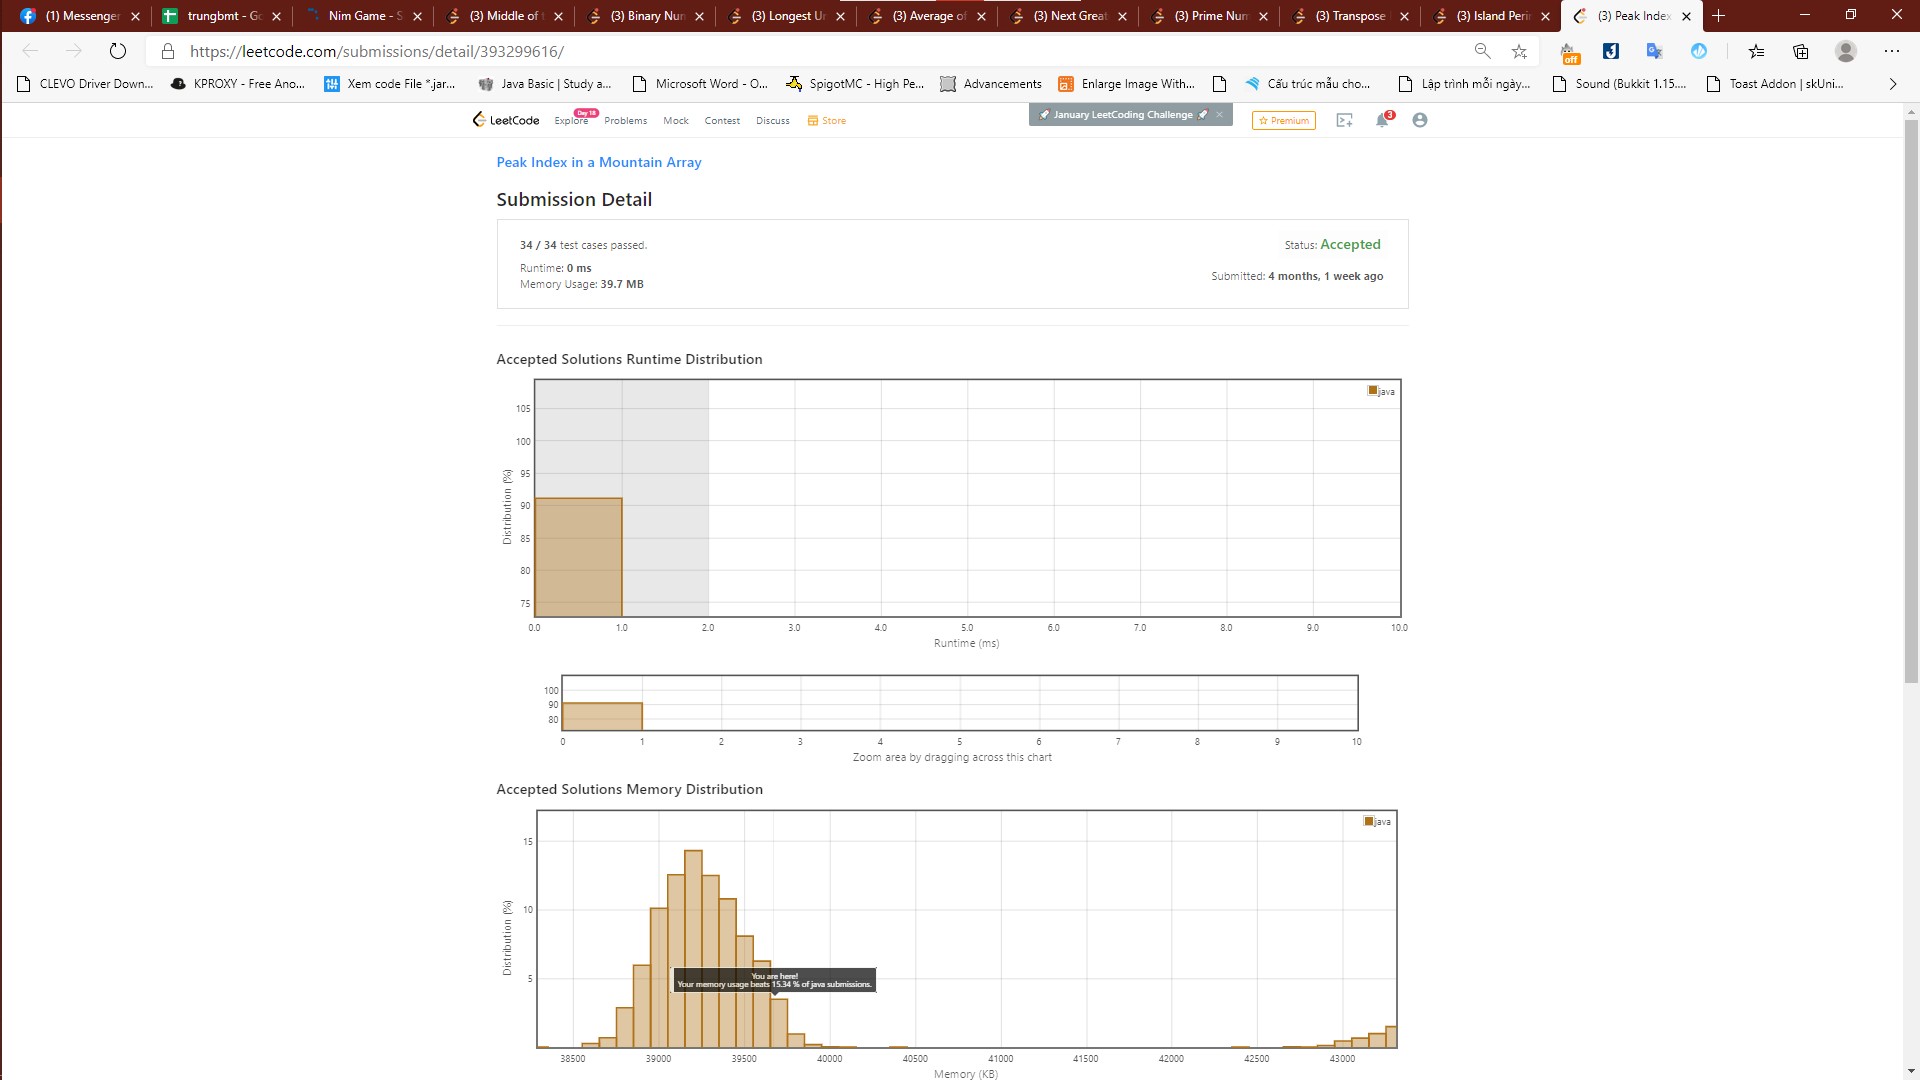 (1) Messenger
trungbmt - Go
Nim Game - S
(3) Middle of t
(3) Binary Num
(3) Longest Un
(3) Average of
(3) Next Great
(3) Prime Num
(3) Transpose
(3) Island Perin
(3) Peak Index
https://leetcode.com/submissions/detail/393299616/
off
CLEVO Driver Down...
KPROXY - Free Ano...
Xem code File *.jar...
Java Basic | Study a...
Microsoft Word - O...
SpigotMC - High Pe...
Advancements
Enlarge Image With...
Cấu trúc mẫu cho...
Lập trình mỗi ngày...
Sound (Bukkit 1.15....
Toast Addon | skUni...
LeetCode
Explore
Day 18
Problems
Mock
Contest
Discuss
Store
January LeetCoding Challenge
Premium
3
Peak Index in a Mountain Array
Submission Detail
34 / 34 test cases passed.
Status: Accepted
Runtime: 0 ms
Submitted: 4 months, 1 week ago
Memory Usage: 39.7 MB
Accepted Solutions Runtime Distribution
java
105
100
95
90
85
80
75
Distribution (%)
0.0 1.0 2.0 3.0 4.0 5.0 6.0 7.0 8.0 9.0 10.0
Runtime (ms)
100
90
80
0 1 2 3 4 5 6 7 8 9 10
Zoom area by dragging across this chart
Accepted Solutions Memory Distribution
java
15
10
5
Distribution (%)
You are here!
Your memory usage beats 15.34 % of java submissions.
38500 39000 39500 40000 40500 41000 41500 42000 42500 43000
Memory (KB)